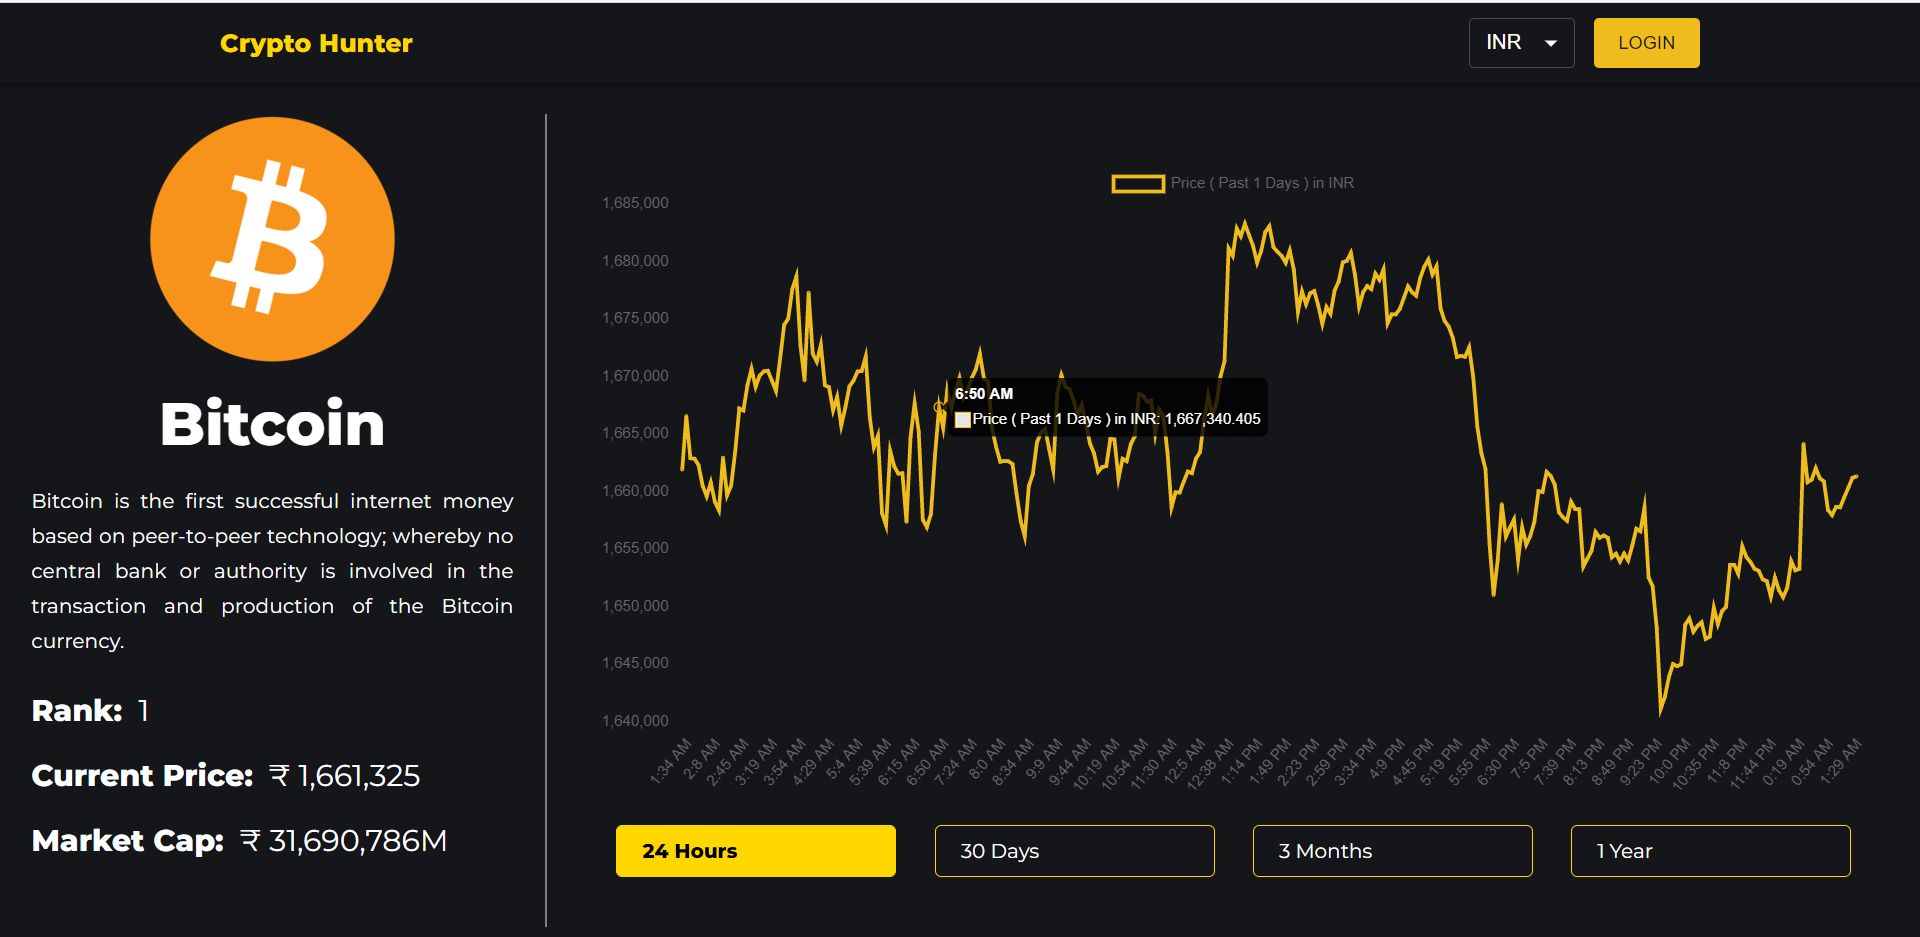 Crypto Hunter
INR
LOGIN
Bitcoin
Bitcoin is the first successful internet money
based on peer-to-peer technology; whereby no
central bank or authority is involved in the
transaction and production of the Bitcoin
currency.
Rank: 1
Current Price: ₹ 1,661,325
Market Cap: ₹ 31,690,786M
Price ( Past 1 Days ) in INR
1,685,000
1,680,000
1,675,000
1,670,000
1,665,000
1,660,000
1,655,000
1,650,000
1,645,000
1,640,000
6:50 AM
Price ( Past 1 Days ) in INR: 1,667,340.405
1:34 AM
2:8 AM
2:45 AM
3:19 AM
3:54 AM
4:29 AM
5:4 AM
5:39 AM
6:15 AM
6:50 AM
7:24 AM
8:0 AM
8:34 AM
9:9 AM
9:44 AM
10:19 AM
10:54 AM
11:30 AM
12:5 AM
12:38 AM
1:14 PM
1:49 PM
2:23 PM
2:59 PM
3:34 PM
4:9 PM
4:45 PM
5:19 PM
5:55 PM
6:30 PM
7:5 PM
7:39 PM
8:13 PM
8:49 PM
9:23 PM
10:0 PM
10:35 PM
11:8 PM
11:44 PM
0:19 AM
0:54 AM
1:29 AM
24 Hours
30 Days
3 Months
1 Year